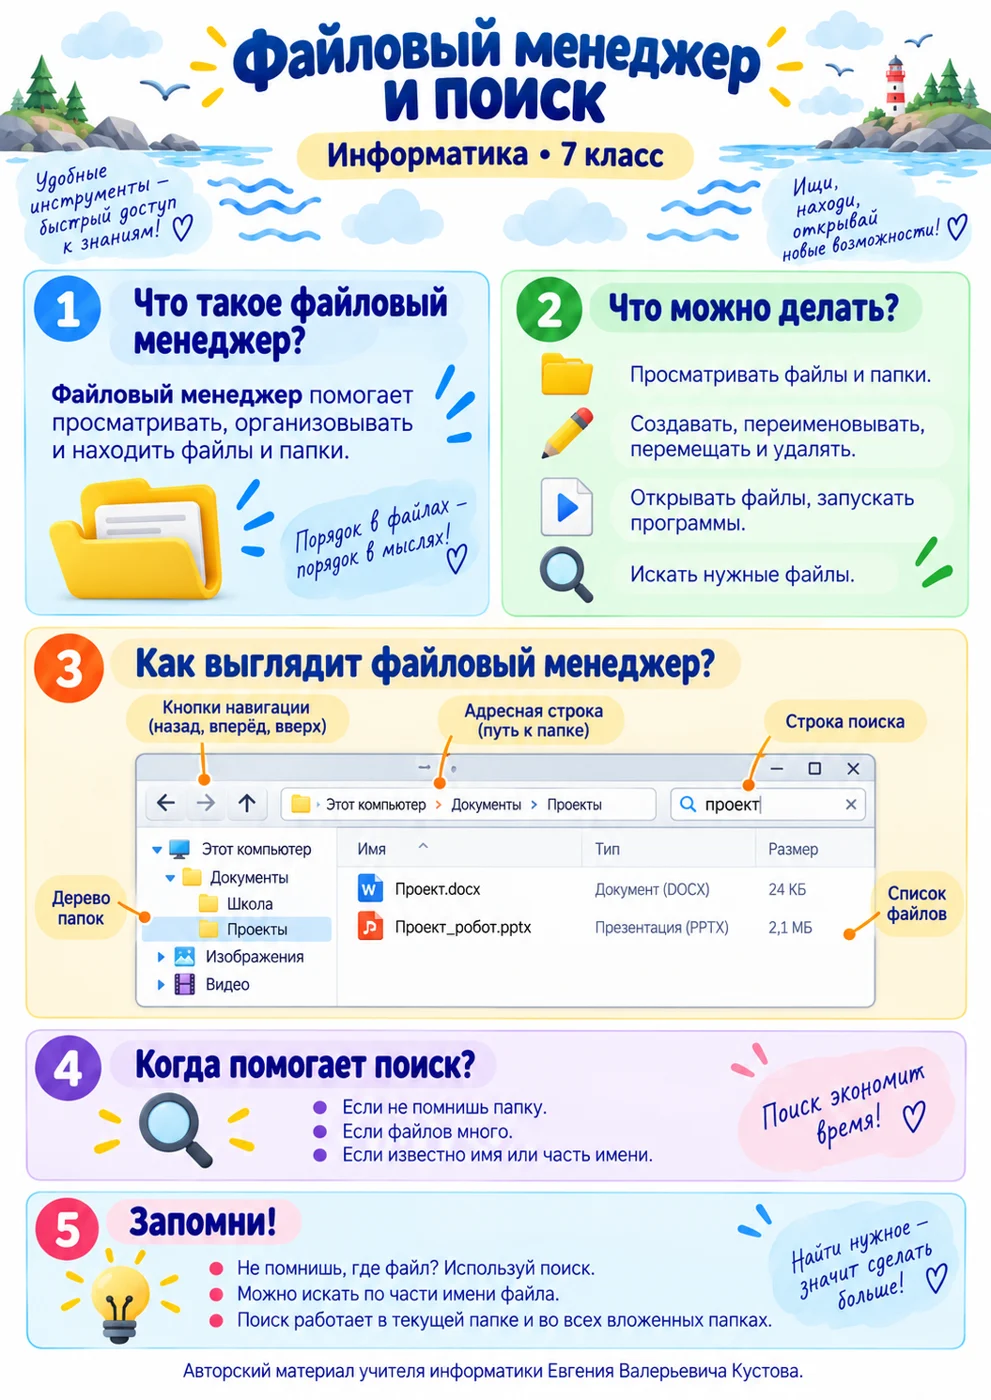 Файловый менеджер
и поиск
Информатика • 7 класс
Удобные
инструменты –
быстрый доступ
к знаниям!
Ищи,
находи,
открывай
новые возможности!
1
Что такое файловый
менеджер?
Файловый менеджер помогает
просматривать, организовывать
и находить файлы и папки.
Порядок в файлах –
порядок в мыслях!
2
Что можно делать?
Просматривать файлы и папки.
Создавать, переименовывать,
перемещать и удалять.
Открывать файлы, запускать
программы.
Искать нужные файлы.
3
Как выглядит файловый менеджер?
Кнопки навигации
(назад, вперёд, вверх)
Адресная строка
(путь к папке)
Строка поиска
Этот компьютер > Документы > Проекты
проект
Дерево
папок
Этот компьютер
Документы
Школа
Проекты
Изображения
Видео
Имя Тип Размер
W Проект.docx Документ (DOCX) 24 КБ
Проект_робот.pptx Презентация (PPTX) 2,1 МБ
Список
файлов
4
Когда помогает поиск?
Если не помнишь папку.
Если файлов много.
Если известно имя или часть имени.
Поиск экономит
время!
5
Запомни!
Не помнишь, где файл? Используй поиск.
Можно искать по части имени файла.
Поиск работает в текущей папке и во всех вложенных папках.
Найти нужное –
значит сделать
больше!
Авторский материал учителя информатики Евгения Валерьевича Кустова.